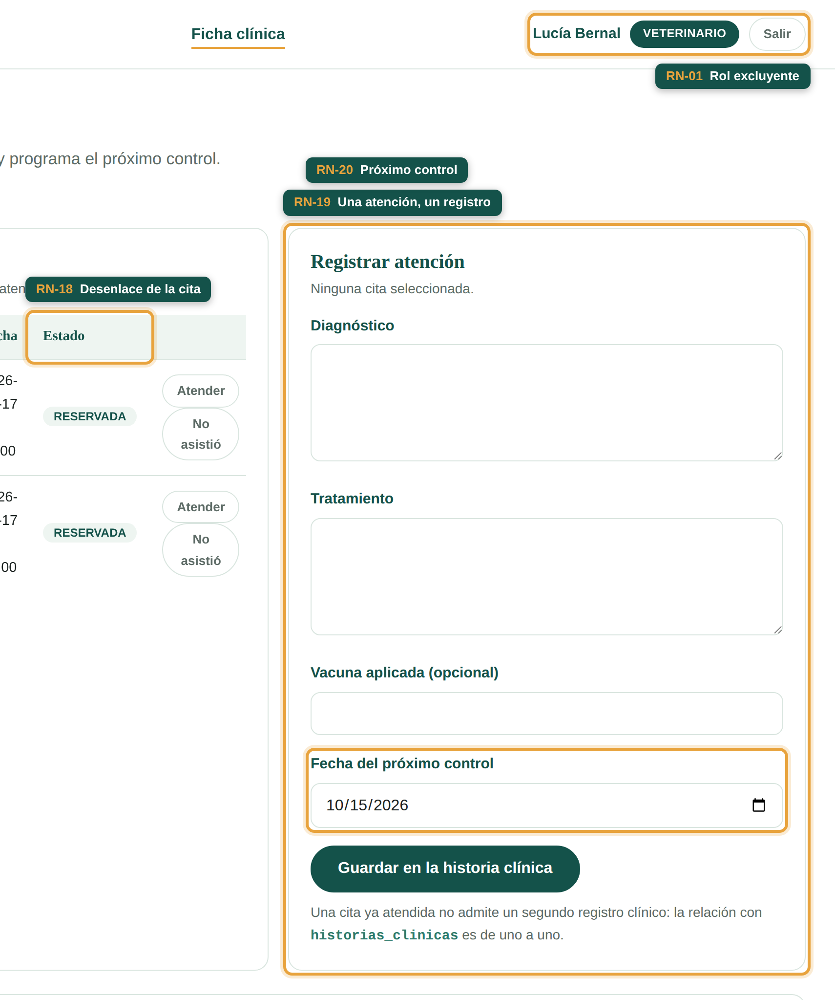 Ficha clínica
Lucía Bernal VETERINARIO Salir
RN-01 Rol excluyente
y programa el próximo control.
RN-20 Próximo control
RN-19 Una atención, un registro
aten
RN-18 Desenlace de la cita
cha Estado
26-
-17
00
RESERVADA
Atender
No
asistió
26-
-17
00
RESERVADA
Atender
No
asistió
Registrar atención
Ninguna cita seleccionada.
Diagnóstico
Tratamiento
Vacuna aplicada (opcional)
Fecha del próximo control
10/15/2026
Guardar en la historia clínica
Una cita ya atendida no admite un segundo registro clínico: la relación con
historias_clinicas es de uno a uno.